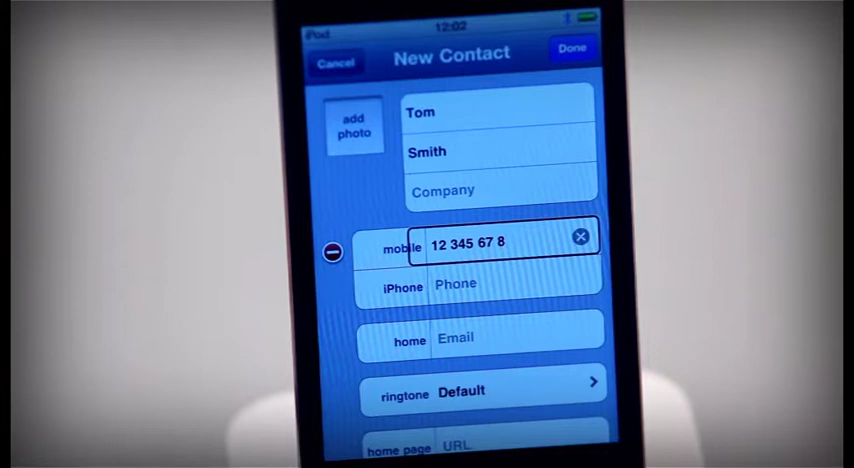 iPod 12:02
Cancel New Contact Done
add
photo
Tom
Smith
Company
mobile 12 345 67 8
iPhone Phone
home Email
ringtone Default
home page URL